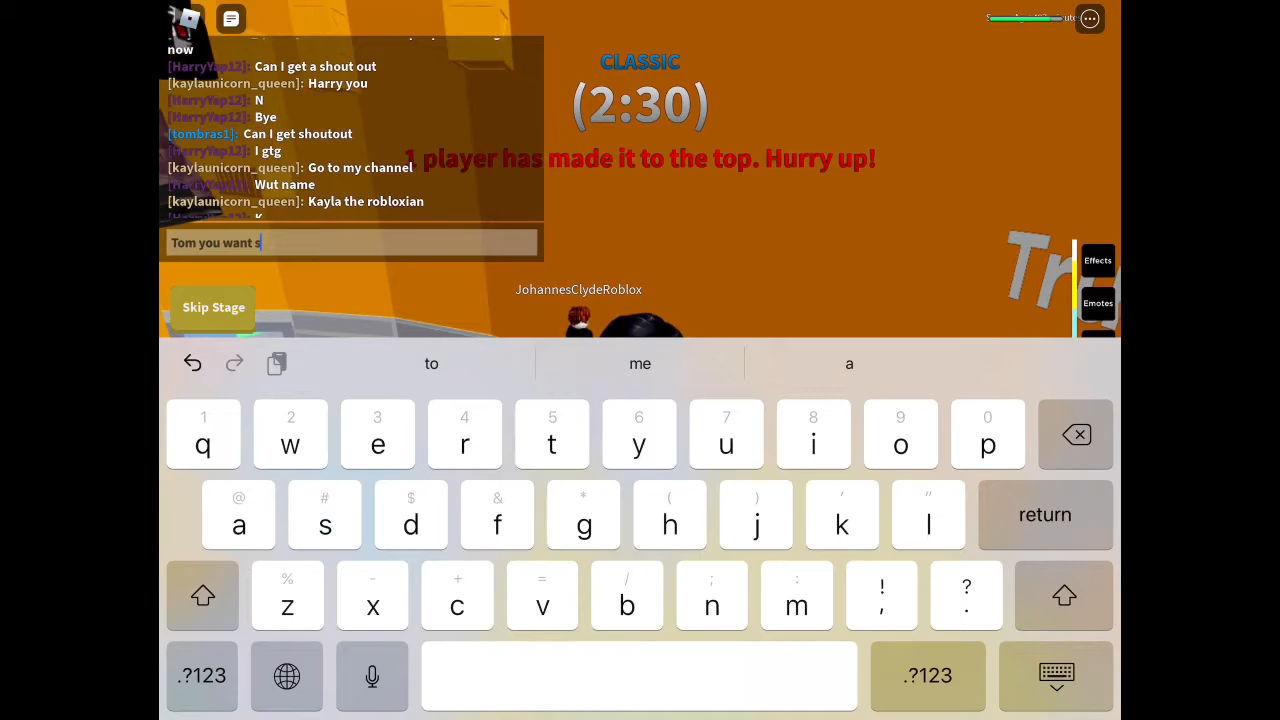 now
[HarryYap12]: Can I get a shout out
[kaylaunicorn_queen]: Harry you
[HarryYap12]: N
[HarryYap12]: Bye
[tombras1]: Can I get shoutout
[HarryYap12]: I gtg
[kaylaunicorn_queen]: Go to my channel
[HarryYap12]: Wut name
[kaylaunicorn_queen]: Kayla the robloxian
CLASSIC
(2:30)
1 player has made it to the top. Hurry up!
Tom you want s
Effects
Emotes
Skip Stage
JohannesClydeRoblox
to me a
1 2 3 4 5 6 7 8 9 0
q w e r t y u i o p
@ # $ & * ( ) ' "
a s d f g h j k l return
% - + = / ; : ! ?
z x c v b n m , .
.?123 .?123